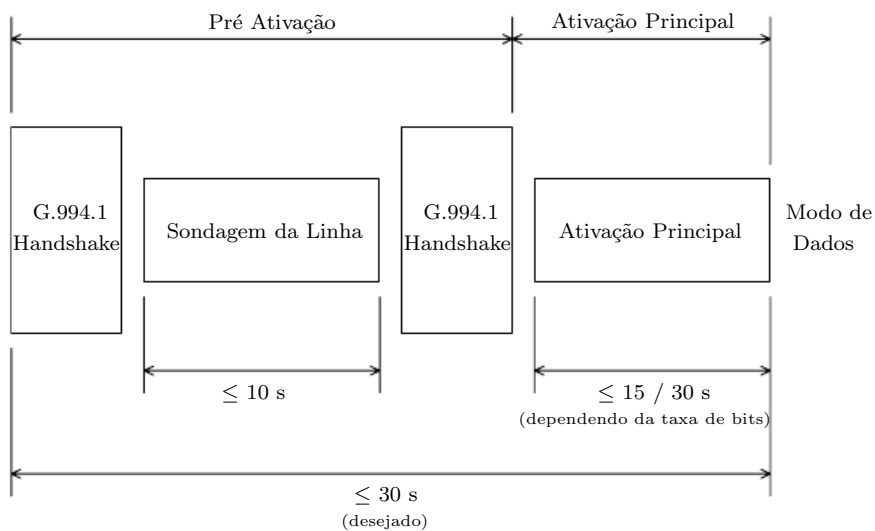 Pré Ativação
Ativação Principal
G.994.1
Handshake
Sondagem da Linha
G.994.1
Handshake
Ativação Principal
Modo de
Dados
≤ 10 s
≤ 15 / 30 s
(dependendo da taxa de bits)
≤ 30 s
(desejado)